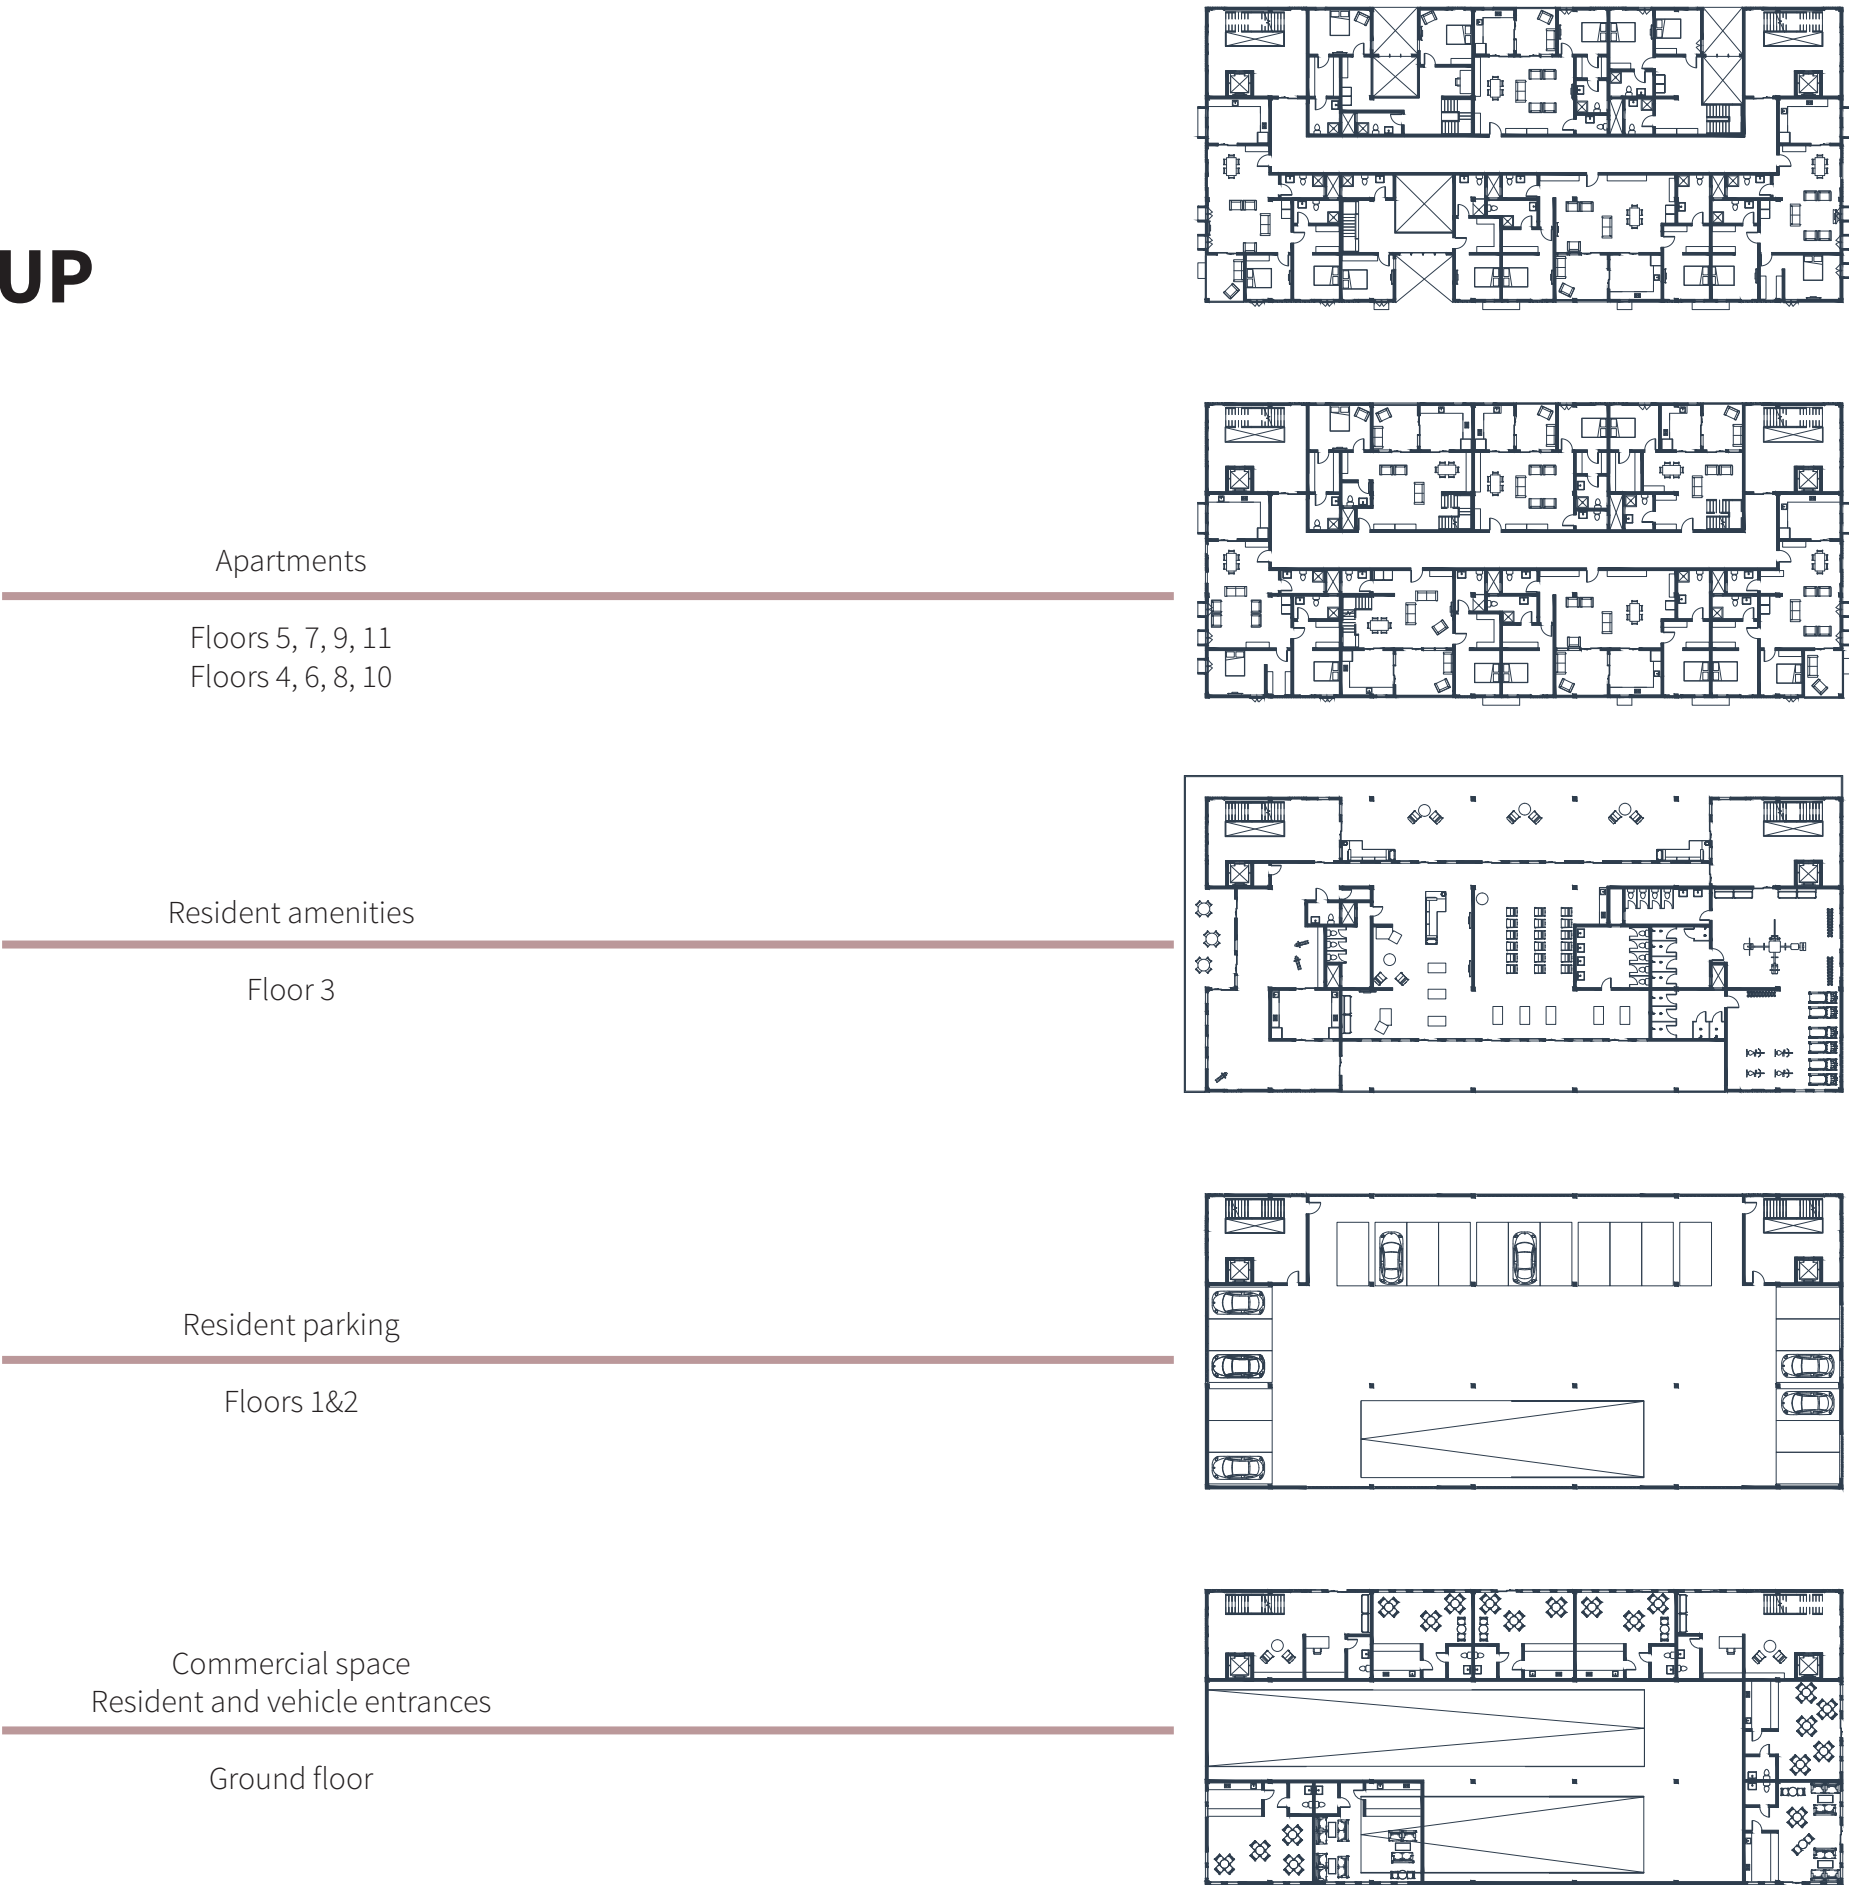 UP
Apartments
Floors 5, 7, 9, 11
Floors 4, 6, 8, 10
Resident amenities
Floor 3
Resident parking
Floors 1&2
Commercial space
Resident and vehicle entrances
Ground floor